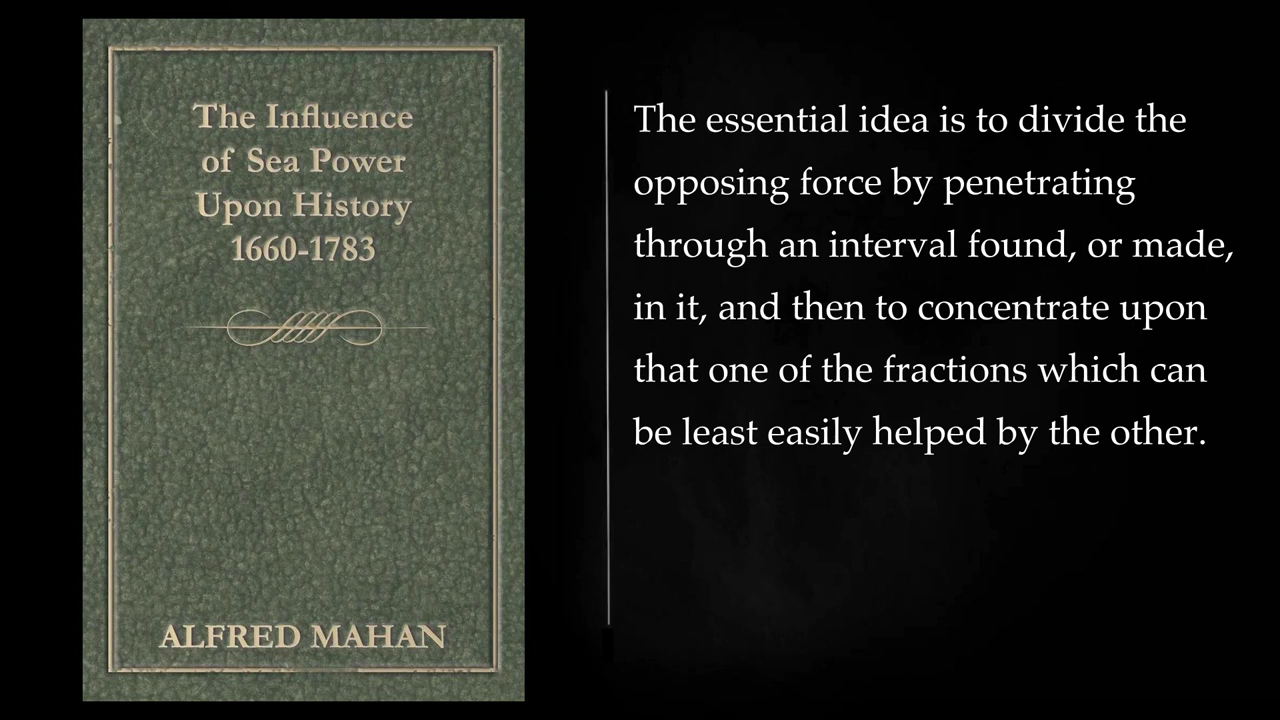 The Influence
of Sea Power
Upon History
1660-1783
ALFRED MAHAN
The essential idea is to divide the
opposing force by penetrating
through an interval found, or made,
in it, and then to concentrate upon
that one of the fractions which can
be least easily helped by the other.